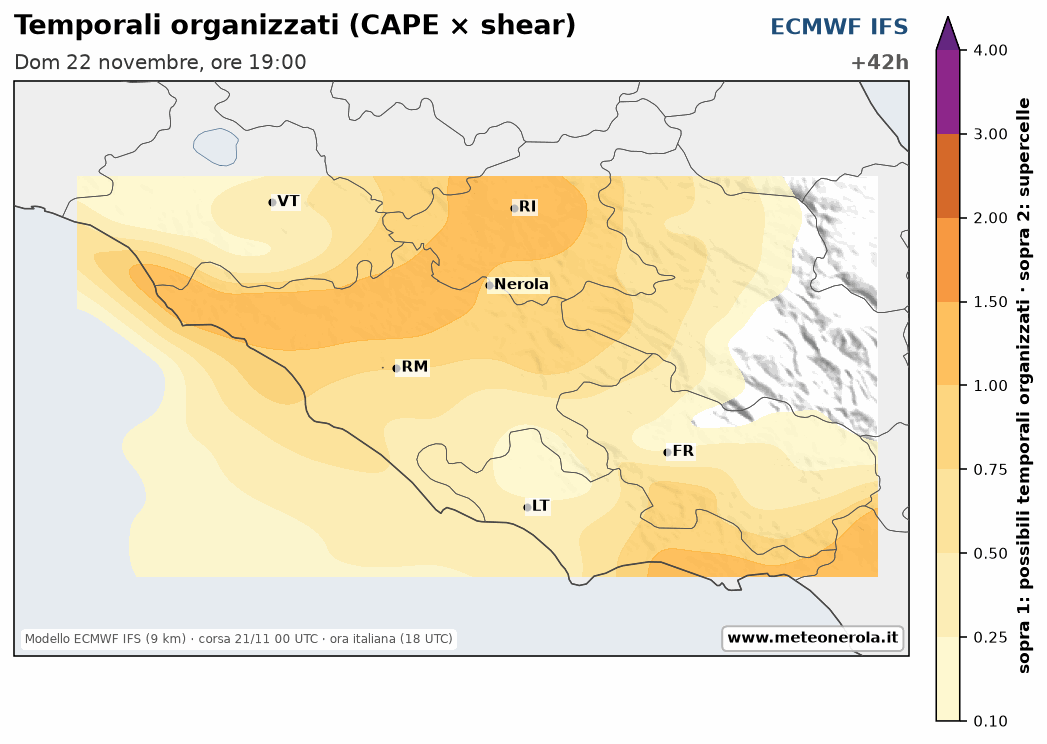 Temporali organizzati (CAPE × shear)
ECMWF IFS
Dom 22 novembre, ore 19:00
+42h
VT
RI
Nerola
RM
FR
LT
Modello ECMWF IFS (9 km) · corsa 21/11 00 UTC · ora italiana (18 UTC)
www.meteonerola.it
4.00
3.00
2.00
1.50
1.00
0.75
0.50
0.25
0.10
sopra 1: possibili temporali organizzati · sopra 2: supercelle